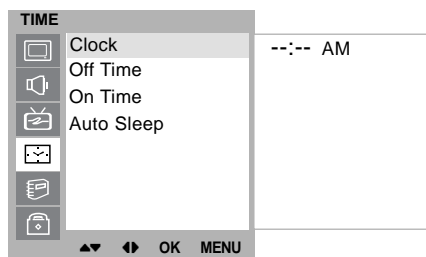 TIME
Clock
--:-- AM
Off Time
On Time
Auto Sleep
OK MENU